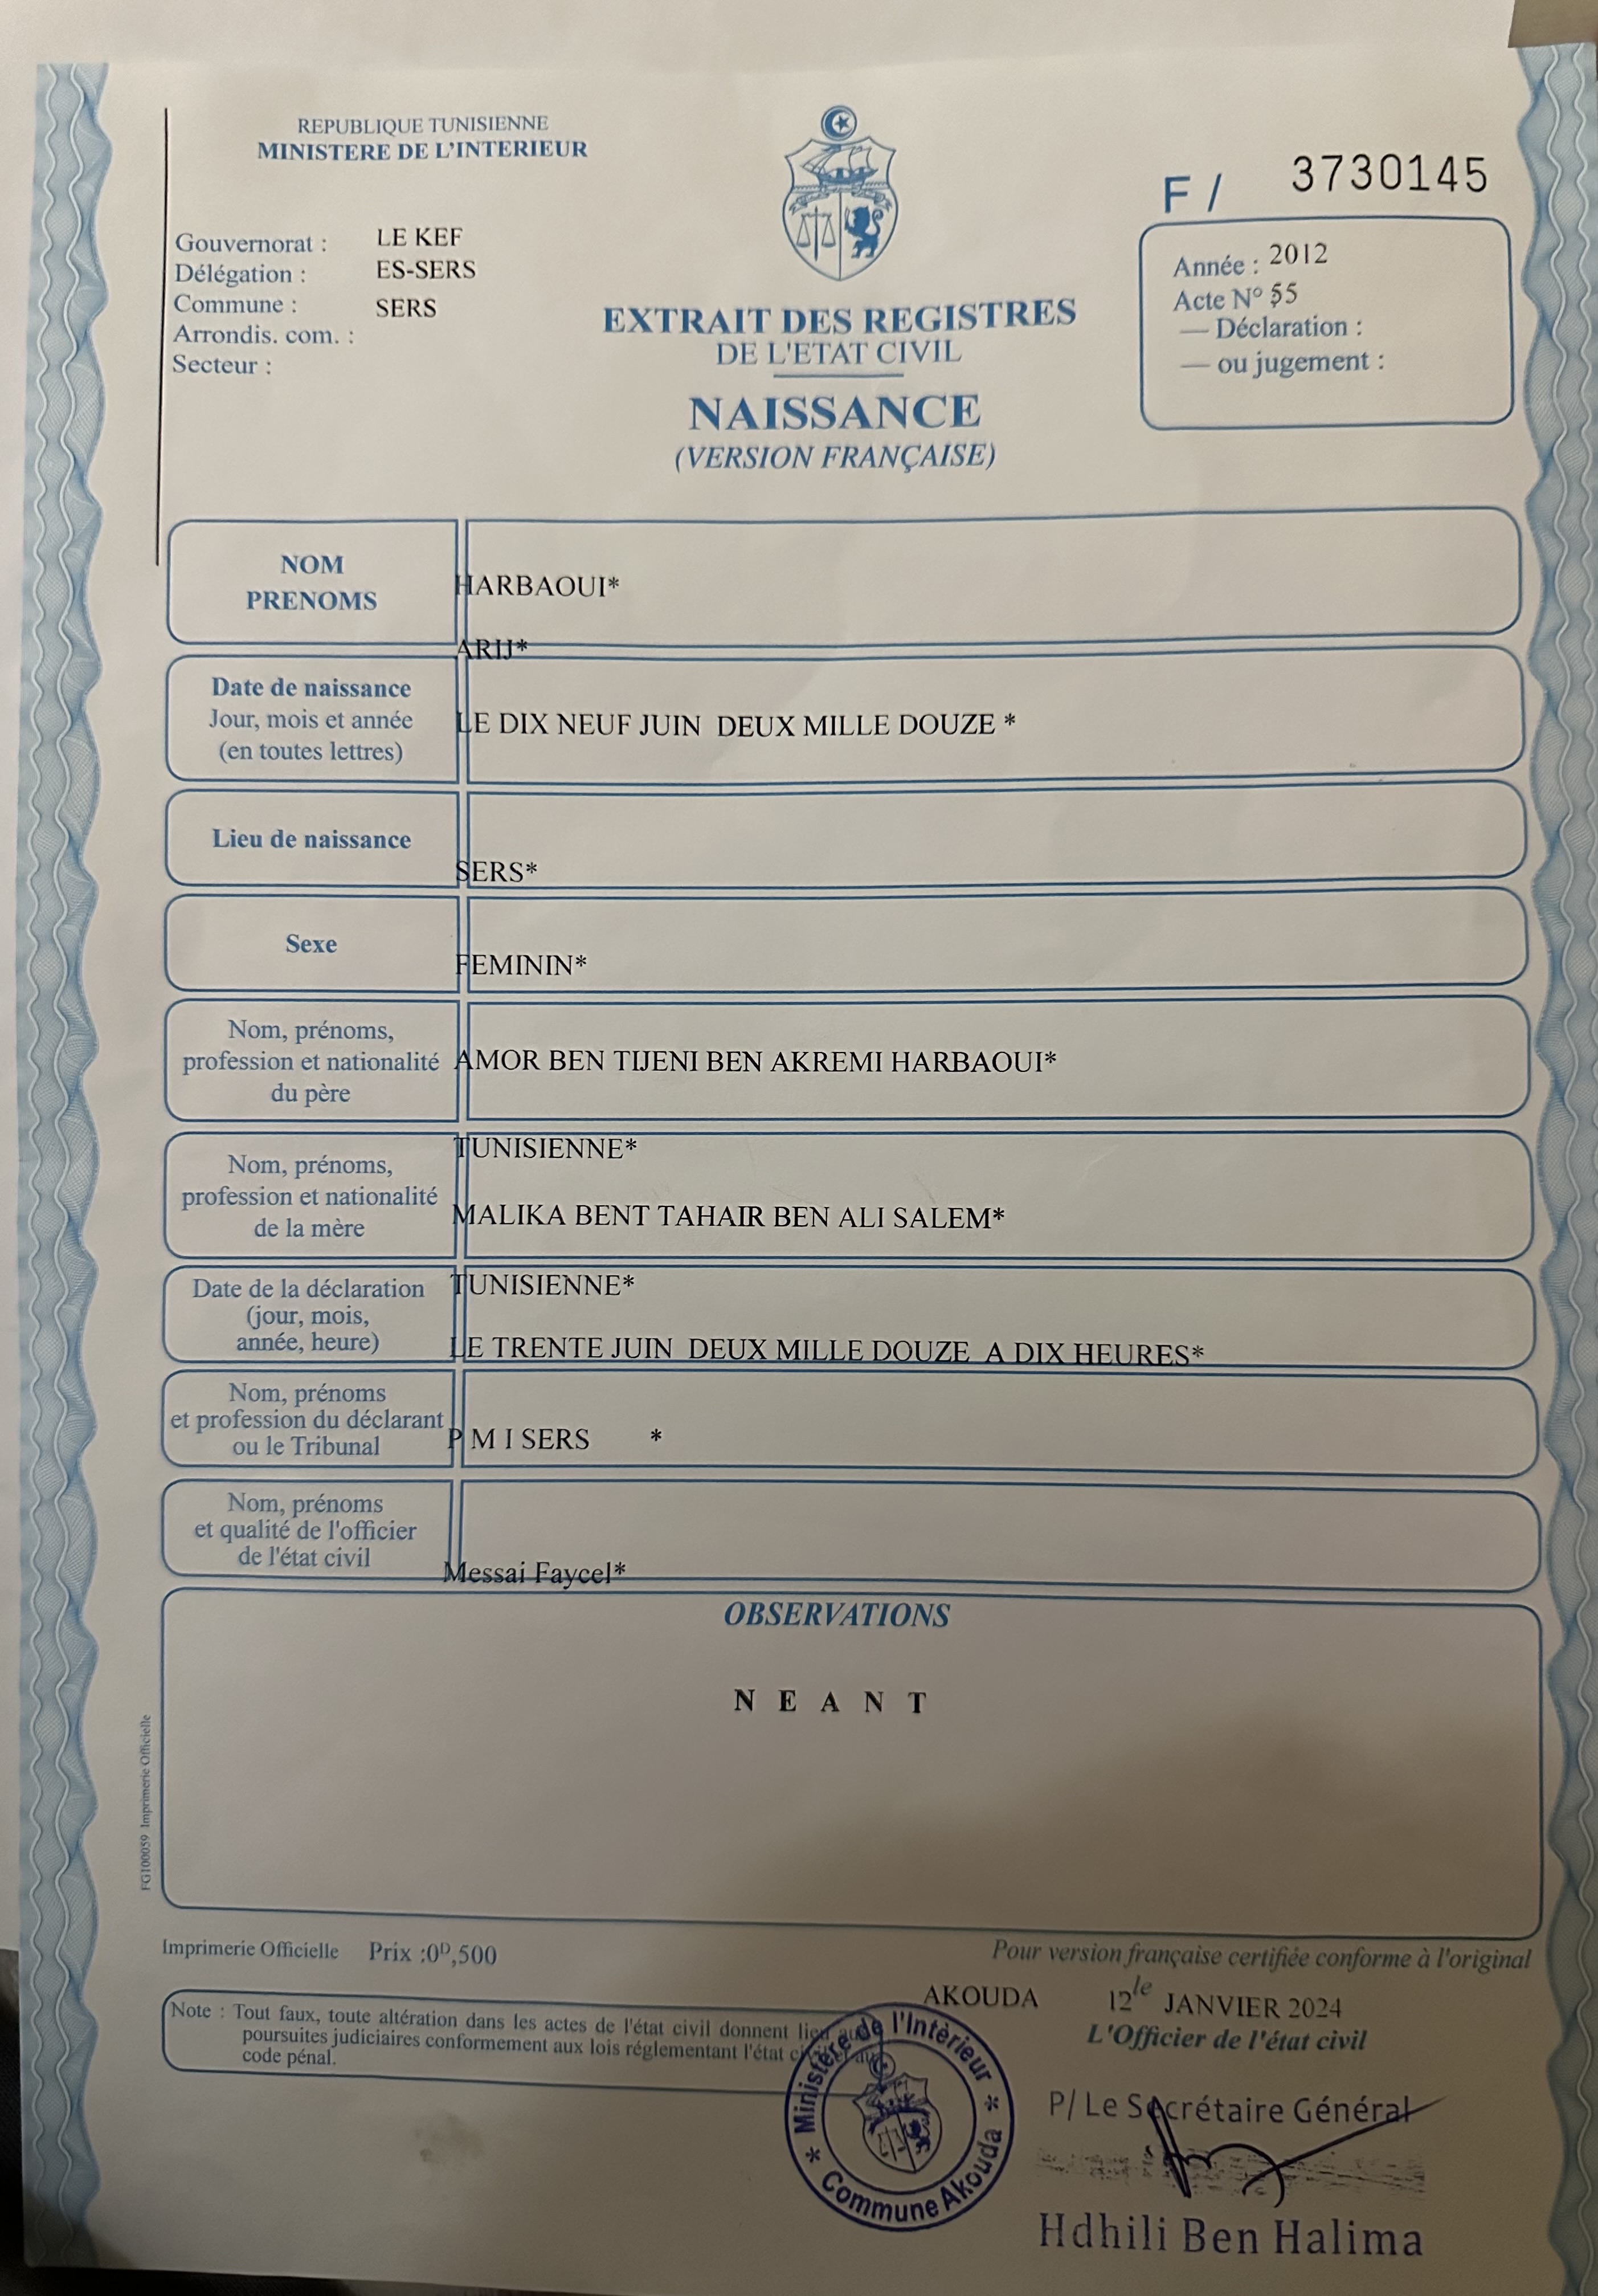 REPUBLIQUE TUNISIENNE
MINISTERE DE L'INTERIEUR
F / 3730145
Gouvernorat : LE KEF
Délégation : ES-SERS
Commune : SERS
Arrondis. com. :
Secteur :
EXTRAIT DES REGISTRES
DE L'ETAT CIVIL
NAISSANCE
(VERSION FRANÇAISE)
Année : 2012
Acte N° 55
— Déclaration :
— ou jugement :
NOM
PRENOMS
HARBAOUI*
ARIJ*
Date de naissance
Jour, mois et année
(en toutes lettres)
LE DIX NEUF JUIN DEUX MILLE DOUZE *
Lieu de naissance
SERS*
Sexe
FEMININ*
Nom, prénoms,
profession et nationalité
du père
AMOR BEN TIJENI BEN AKREMI HARBAOUI*
TUNISIENNE*
Nom, prénoms,
profession et nationalité
de la mère
MALIKA BENT TAHAIR BEN ALI SALEM*
TUNISIENNE*
Date de la déclaration
(jour, mois,
année, heure)
LE TRENTE JUIN DEUX MILLE DOUZE A DIX HEURES*
Nom, prénoms
et profession du déclarant
ou le Tribunal
P M I SERS *
Nom, prénoms
et qualité de l'officier
de l'état civil
Messai Faycel*
OBSERVATIONS
N E A N T
FG100059 Imprimerie Officielle
Imprimerie Officielle Prix :0ᴰ,500
Pour version française certifiée conforme à l'original
AKOUDA le 12 JANVIER 2024
L'Officier de l'état civil
Note : Tout faux, toute altération dans les actes de l'état civil donnent lieu aux
poursuites judiciaires conformement aux lois réglementant l'état civil et au
code pénal.
* Ministère de l'Intèrieur *
Commune Akouda
P/ Le Secrétaire Général
Hdhili Ben Halima